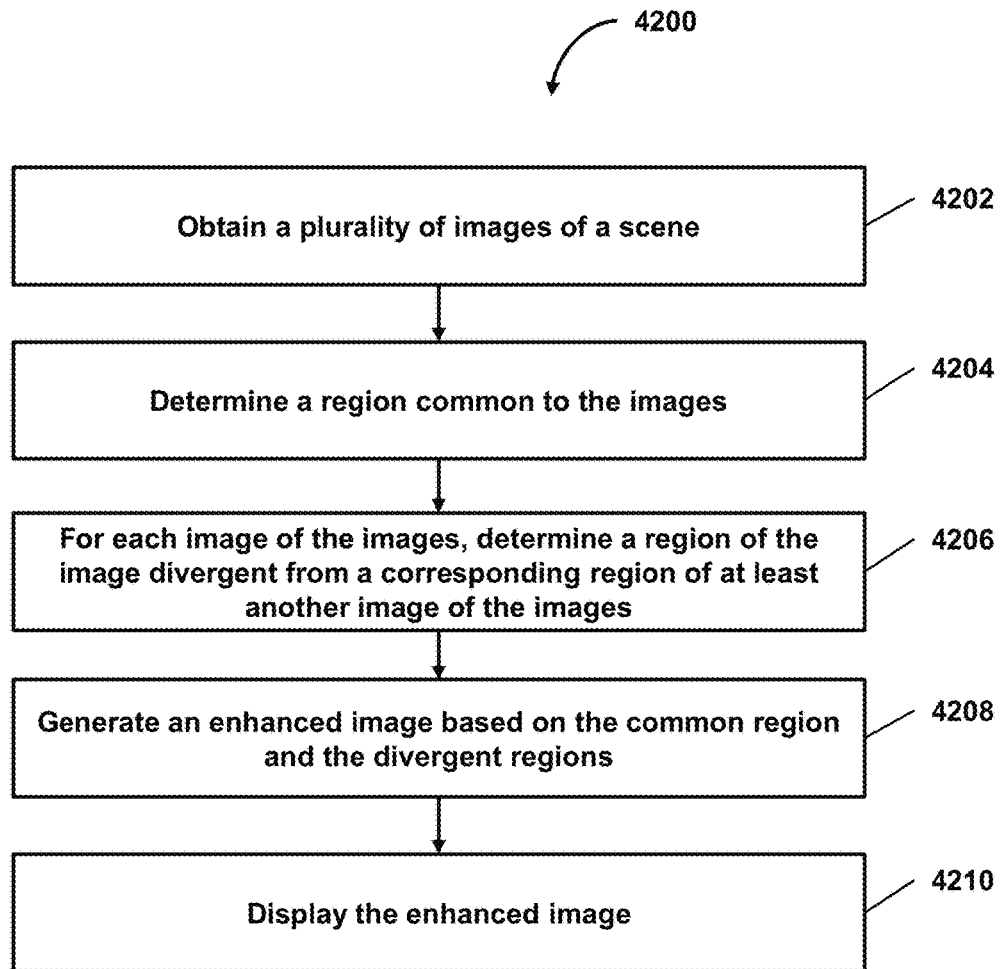 4200
4202
Obtain a plurality of images of a scene
4204
Determine a region common to the images
For each image of the images, determine a region of the
4206
image divergent from a corresponding region of at least
another image of the images
Generate an enhanced image based on the common region
4208
and the divergent regions
4210
Display the enhanced image